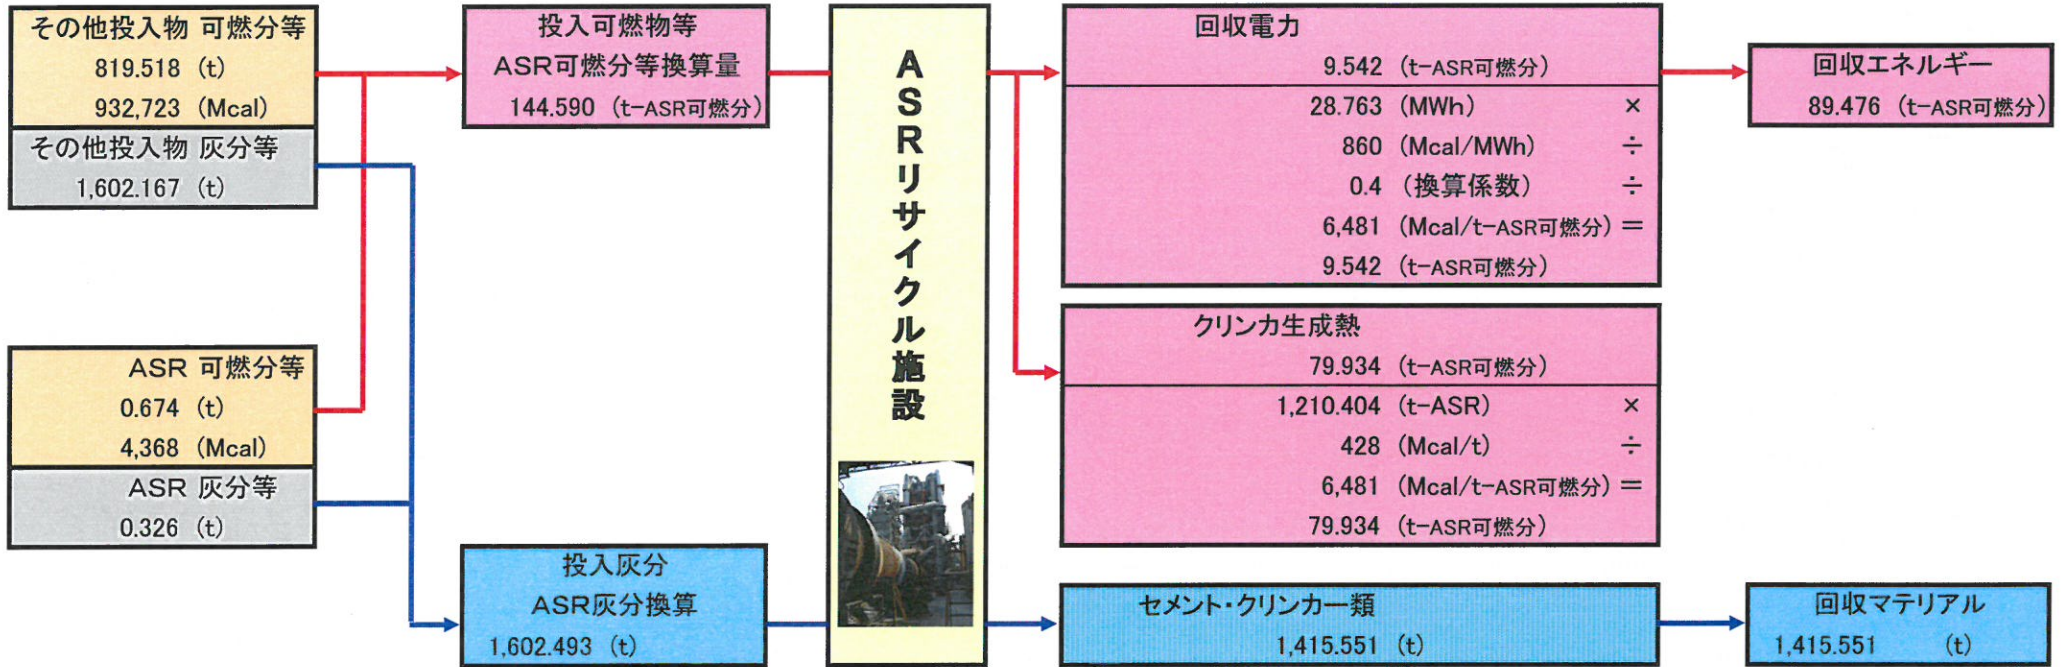 その他投入物 可燃分等
819.518 (t)
932,723 (Mcal)
その他投入物 灰分等
1,602.167 (t)
ASR 可燃分等
0.674 (t)
4,368 (Mcal)
ASR 灰分等
0.326 (t)
投入可燃物等
ASR可燃分等換算量
144.590 (t-ASR可燃分)
投入灰分
ASR灰分換算
1,602.493 (t)
ASRリサイクル施設
回収電力
9.542 (t-ASR可燃分)
28.763 (MWh) ×
860 (Mcal/MWh) ÷
0.4 (換算係数) ÷
6,481 (Mcal/t-ASR可燃分) =
9.542 (t-ASR可燃分)
クリンカ生成熱
79.934 (t-ASR可燃分)
1,210.404 (t-ASR) ×
428 (Mcal/t) ÷
6,481 (Mcal/t-ASR可燃分) =
79.934 (t-ASR可燃分)
セメント・クリンカー類
1,415.551 (t)
回収エネルギー
89.476 (t-ASR可燃分)
回収マテリアル
1,415.551 (t)